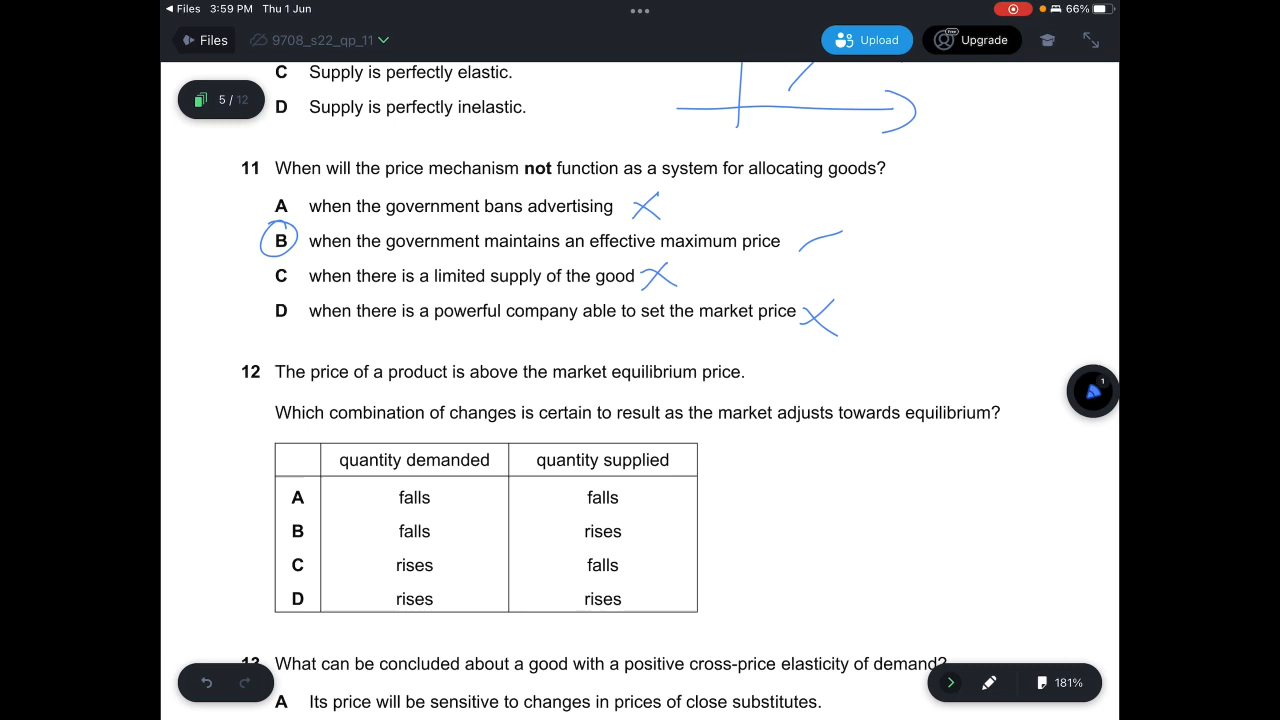 Files 3:59 PM Thu 1 Jun 66%
Files 9708_s22_qp_11 Upload Free Upgrade
C Supply is perfectly elastic.
5 / 12
D Supply is perfectly inelastic.
11 When will the price mechanism not function as a system for allocating goods?
A when the government bans advertising
B when the government maintains an effective maximum price
C when there is a limited supply of the good
D when there is a powerful company able to set the market price
12 The price of a product is above the market equilibrium price.
1
Which combination of changes is certain to result as the market adjusts towards equilibrium?
quantity demanded quantity supplied
A falls falls
B falls rises
C rises falls
D rises rises
13 What can be concluded about a good with a positive cross-price elasticity of demand?
181%
A Its price will be sensitive to changes in prices of close substitutes.